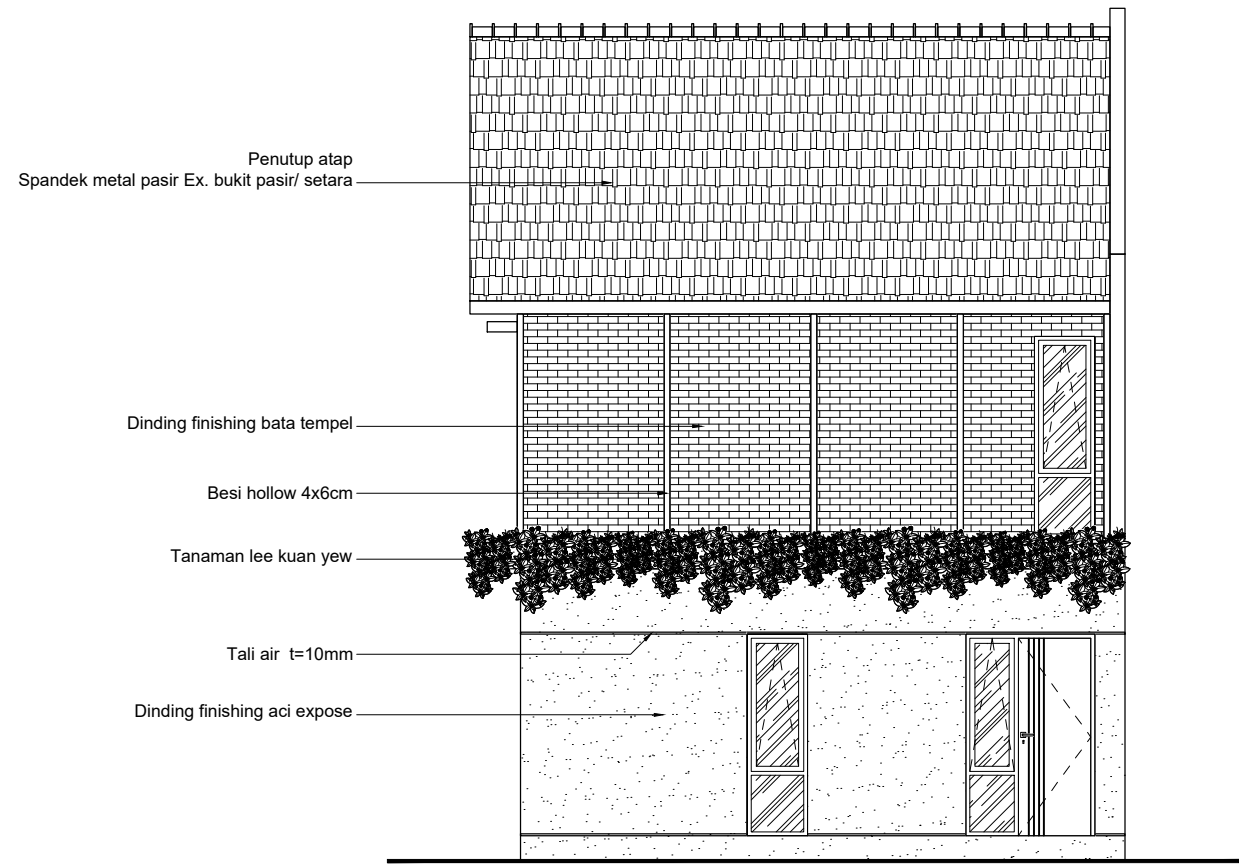 Penutup atap
Spandek metal pasir Ex. bukit pasir/ setara
Dinding finishing bata tempel
Besi hollow 4x6cm
Tanaman lee kuan yew
Tali air  t=10mm
Dinding finishing aci expose